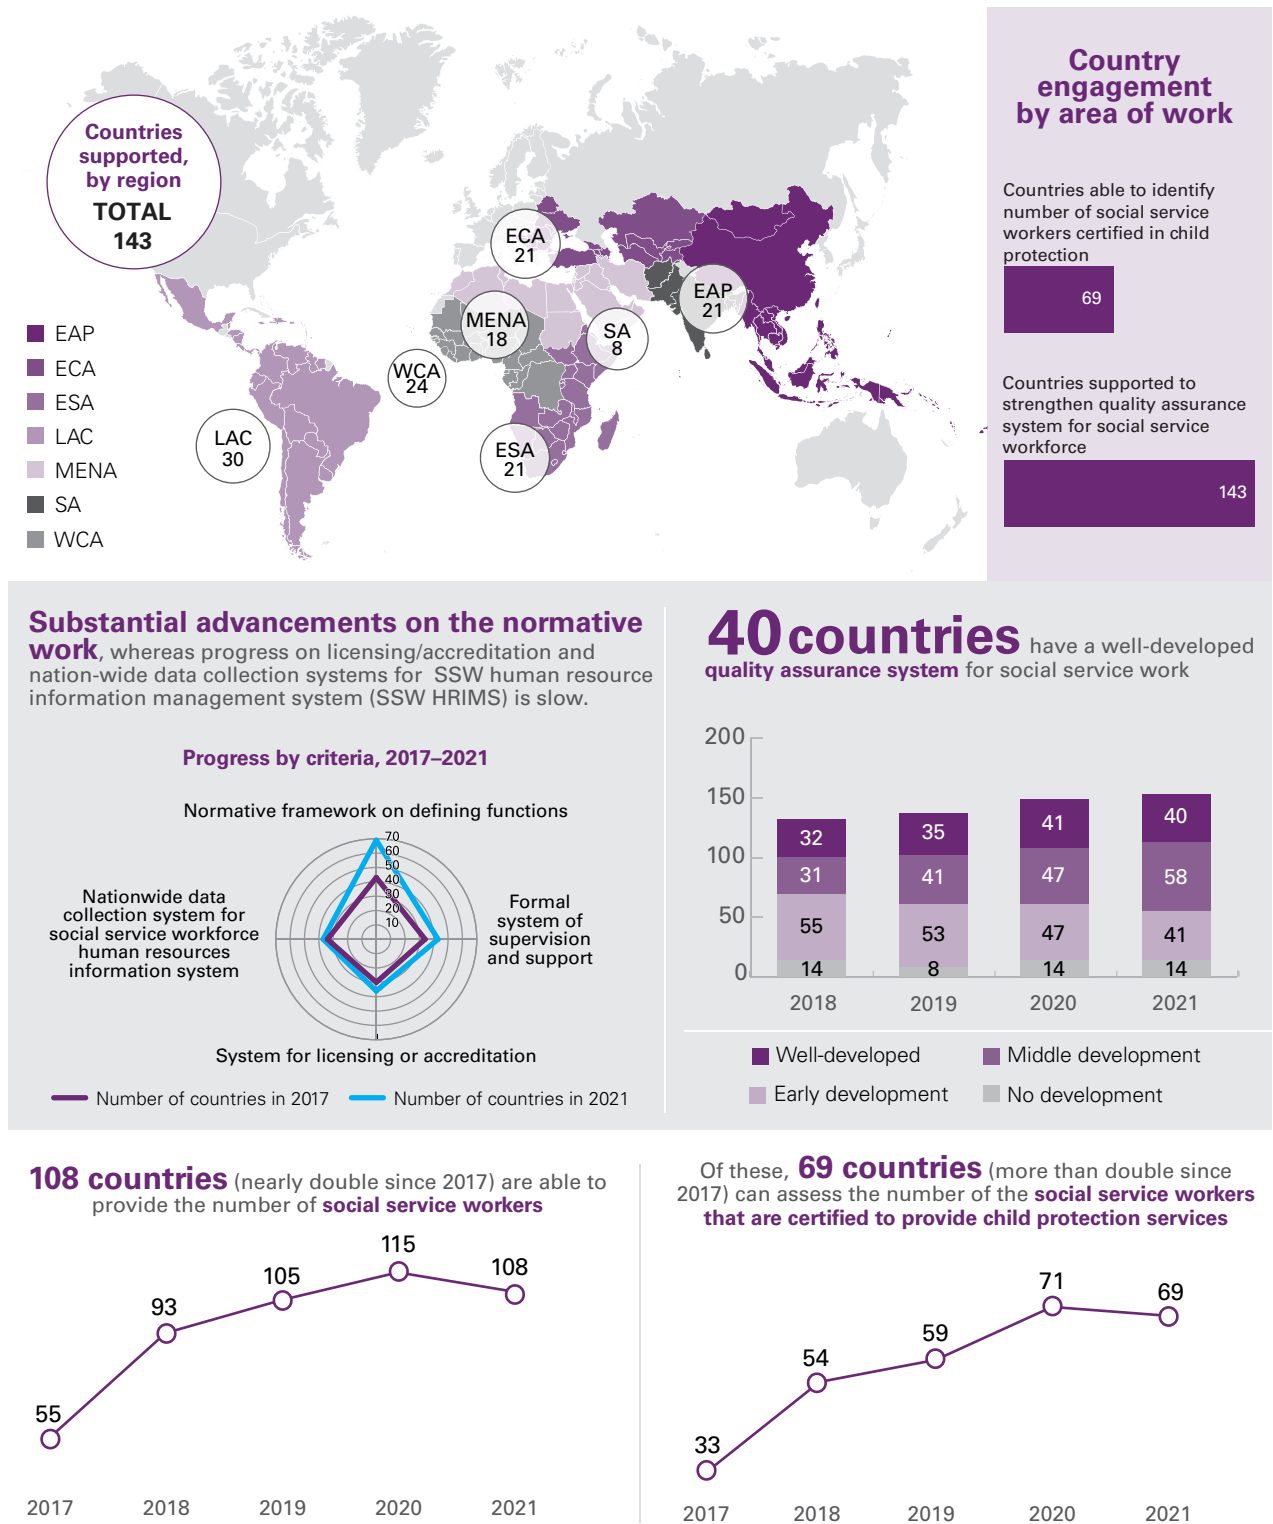 Countries
supported,
by region
TOTAL
143
EAP
ECA
ESA
LAC
MENA
SA
WCA
ECA
21
EAP
21
MENA
18
SA
8
WCA
24
LAC
30
ESA
21
Country
engagement
by area of work
Countries able to identify
number of social service
workers certified in child
protection
69
Countries supported to
strengthen quality assurance
system for social service
workforce
143
Substantial advancements on the normative
work, whereas progress on licensing/accreditation and
nation-wide data collection systems for SSW human resource
information management system (SSW HRIMS) is slow.
Progress by criteria, 2017–2021
Normative framework on defining functions
70
60
50
40
30
20
10
Nationwide data
collection system for
social service workforce
human resources
information system
Formal
system of
supervision
and support
System for licensing or accreditation
Number of countries in 2017
Number of countries in 2021
40 countries have a well-developed
quality assurance system for social service work
200
150
100
50
0
32
31
55
14
35
41
53
8
41
47
47
14
40
58
41
14
2018
2019
2020
2021
Well-developed
Middle development
Early development
No development
108 countries (nearly double since 2017) are able to
provide the number of social service workers
55
93
105
115
108
2017
2018
2019
2020
2021
Of these, 69 countries (more than double since
2017) can assess the number of the social service workers
that are certified to provide child protection services
33
54
59
71
69
2017
2018
2019
2020
2021